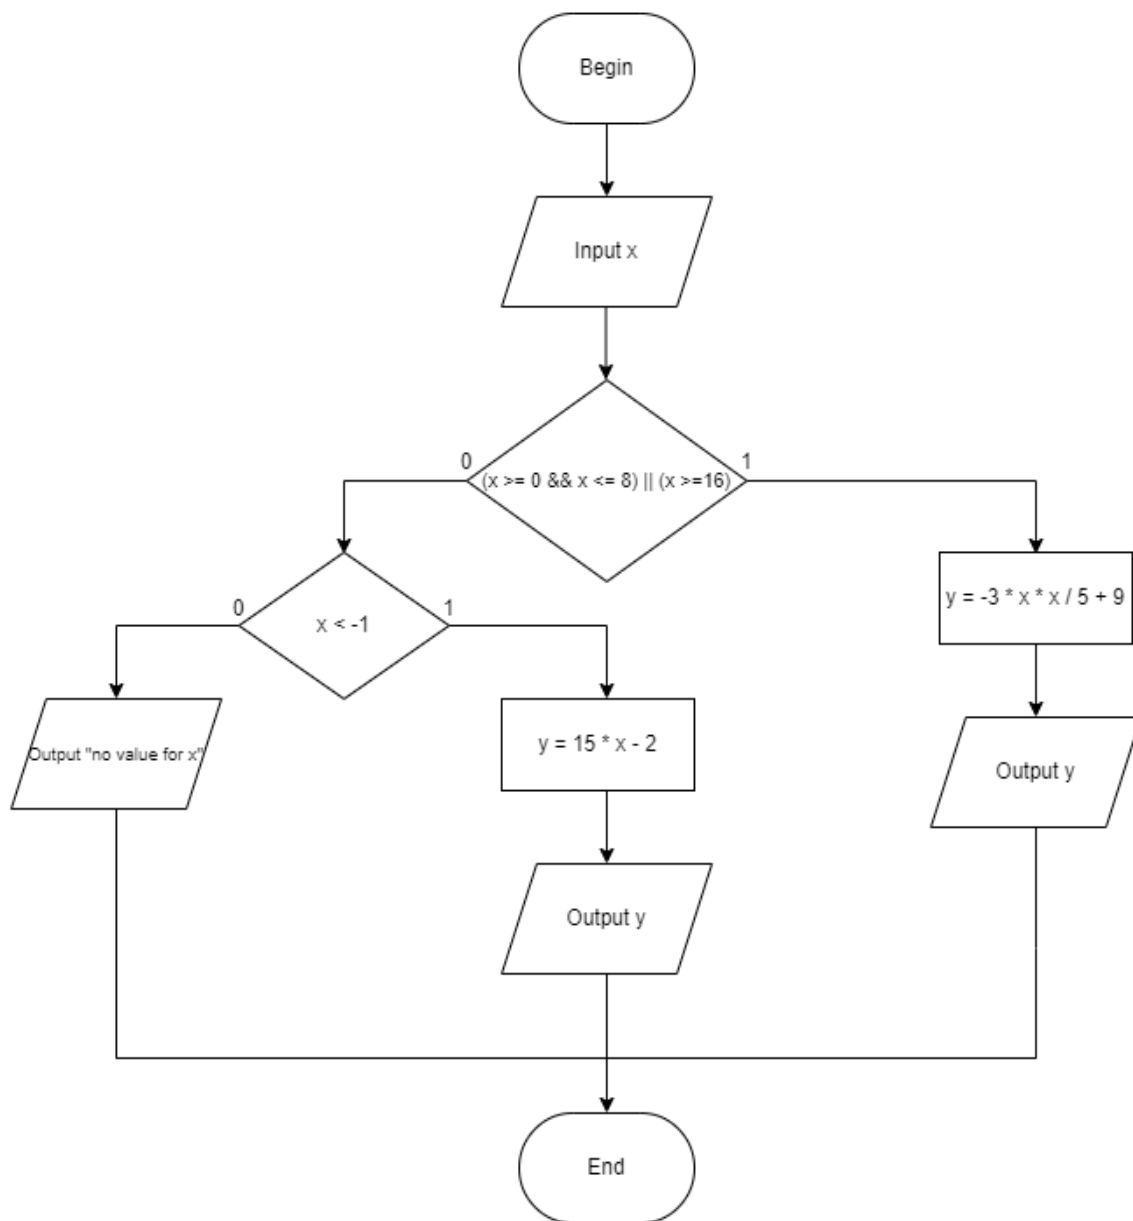 Begin
Input x
0
1
(x >= 0 && x <= 8) || (x >=16)
0
1
x < -1
y = -3 * x * x / 5 + 9
Output "no value for x"
y = 15 * x - 2
Output y
Output y
End